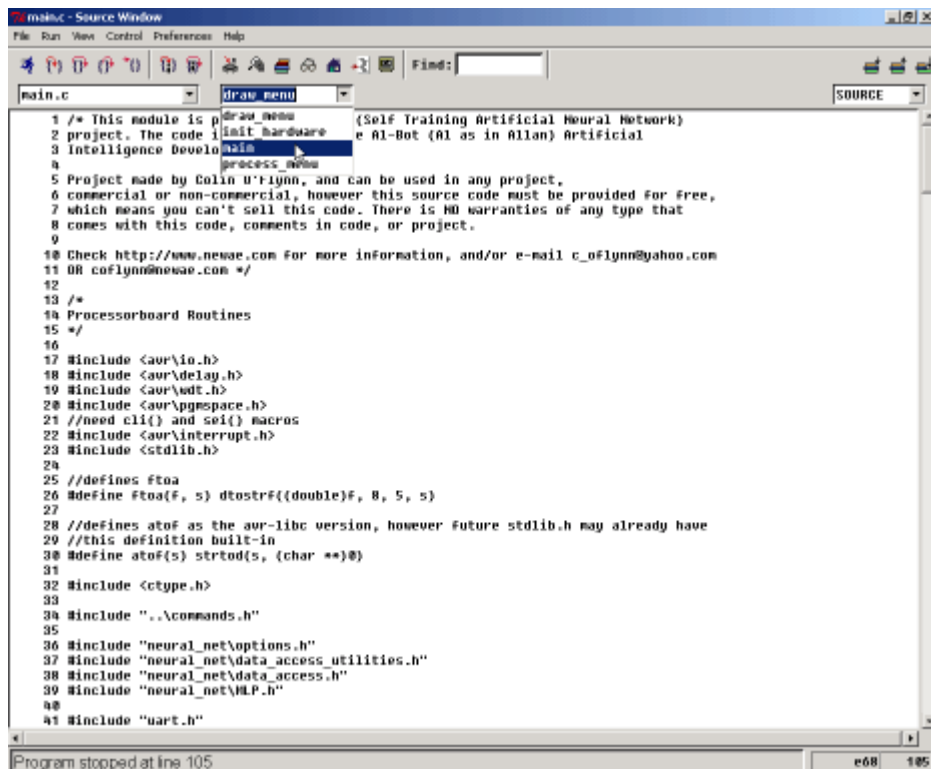 main.c - Source Window
File Run View Control Preferences Help
Find:
main.c draw_menu SOURCE
draw_menu
init_hardware
main
process_menu
1 /* This module is p (Self Training Artificial Neural Network)
2 project. The code i e Al-Bot (Al as in Allan) Artificial
3 Intelligence Develo
4
5 Project made by Colin O'Flynn, and can be used in any project,
6 commercial or non-commercial, however this source code must be provided for free,
7 which means you can't sell this code. There is NO warranties of any type that
8 comes with this code, comments in code, or project.
9
10 Check http://www.newae.com for more information, and/or e-mail c_oflynn@yahoo.com
11 OR coflynn@newae.com */
12
13 /*
14 Processorboard Routines
15 */
16
17 #include <avr\io.h>
18 #include <avr\delay.h>
19 #include <avr\wdt.h>
20 #include <avr\pgmspace.h>
21 //need cli() and sei() macros
22 #include <avr\interrupt.h>
23 #include <stdlib.h>
24
25 //defines ftoa
26 #define ftoa(f, s) dtostrf((double)f, 8, 5, s)
27
28 //defines atof as the avr-libc version, however future stdlib.h may already have
29 //this definition built-in
30 #define atof(s) strtod(s, (char **)0)
31
32 #include <ctype.h>
33
34 #include "..\commands.h"
35
36 #include "neural_net\options.h"
37 #include "neural_net\data_access_utilities.h"
38 #include "neural_net\data_access.h"
39 #include "neural_net\MLP.h"
40
41 #include "uart.h"
Program stopped at line 105 e68 105